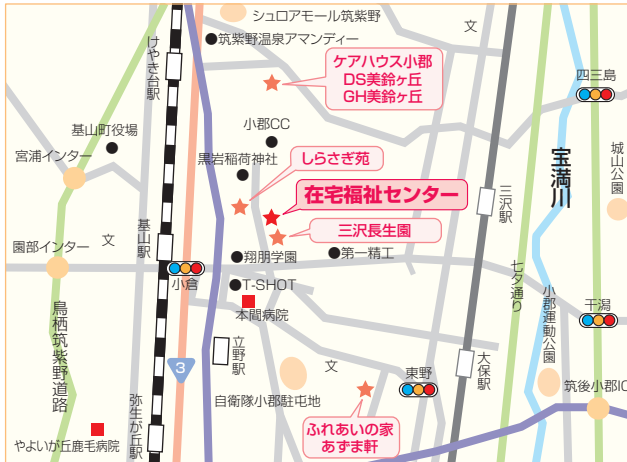 シュロアモール筑紫野
文
筑紫野温泉アマンディー
けやき台駅
ケアハウス小郡
DS美鈴ヶ丘
GH美鈴ヶ丘
四三島
基山町役場
小郡CC
宮浦インター
黒岩稲荷神社
しらさぎ苑
宝満川
城山公園
在宅福祉センター
三沢駅
三沢長生園
文
基山駅
園部インター
翔朋学園
第一精工
七夕通り
小倉
T-SHOT
本間病院
小郡運動公園
干潟
鳥栖筑紫野道路
立野駅
大保駅
3
文
東野
筑後小郡IC
自衛隊小郡駐屯地
弥生が丘駅
ふれあいの家
あずま軒
やよいが丘鹿毛病院